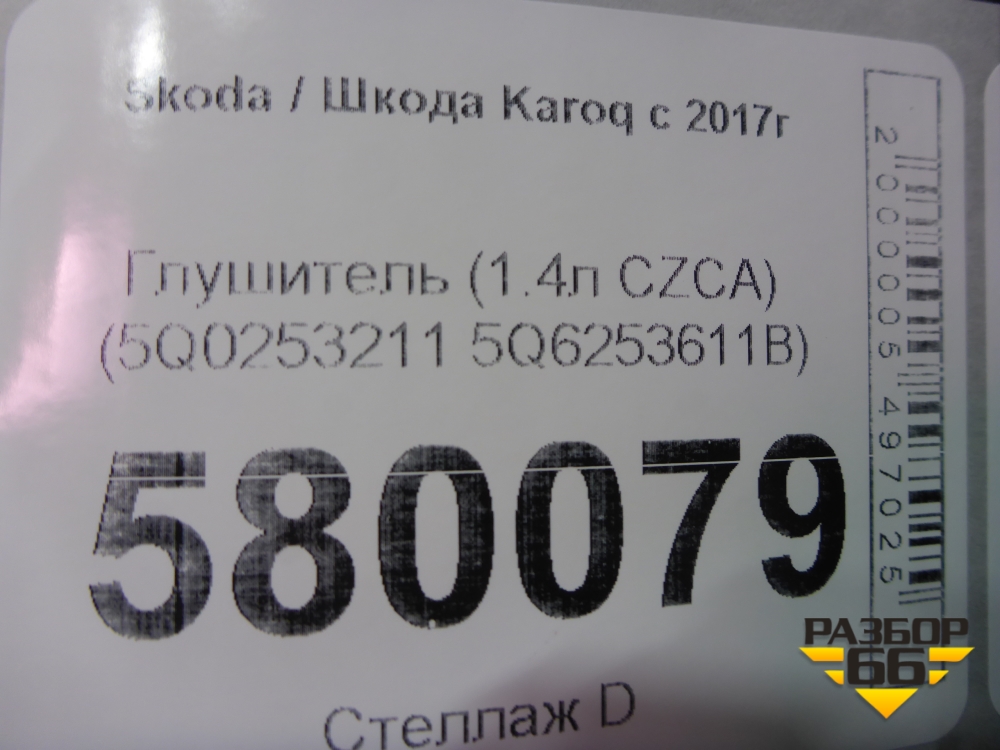 Skoda / Шкода Karoq с 2017г
Глушитель (1.4л CZCA)
(5Q0253211 5Q6253611B)
580079
Стеллаж D
2000005497025
РАЗБОР
66